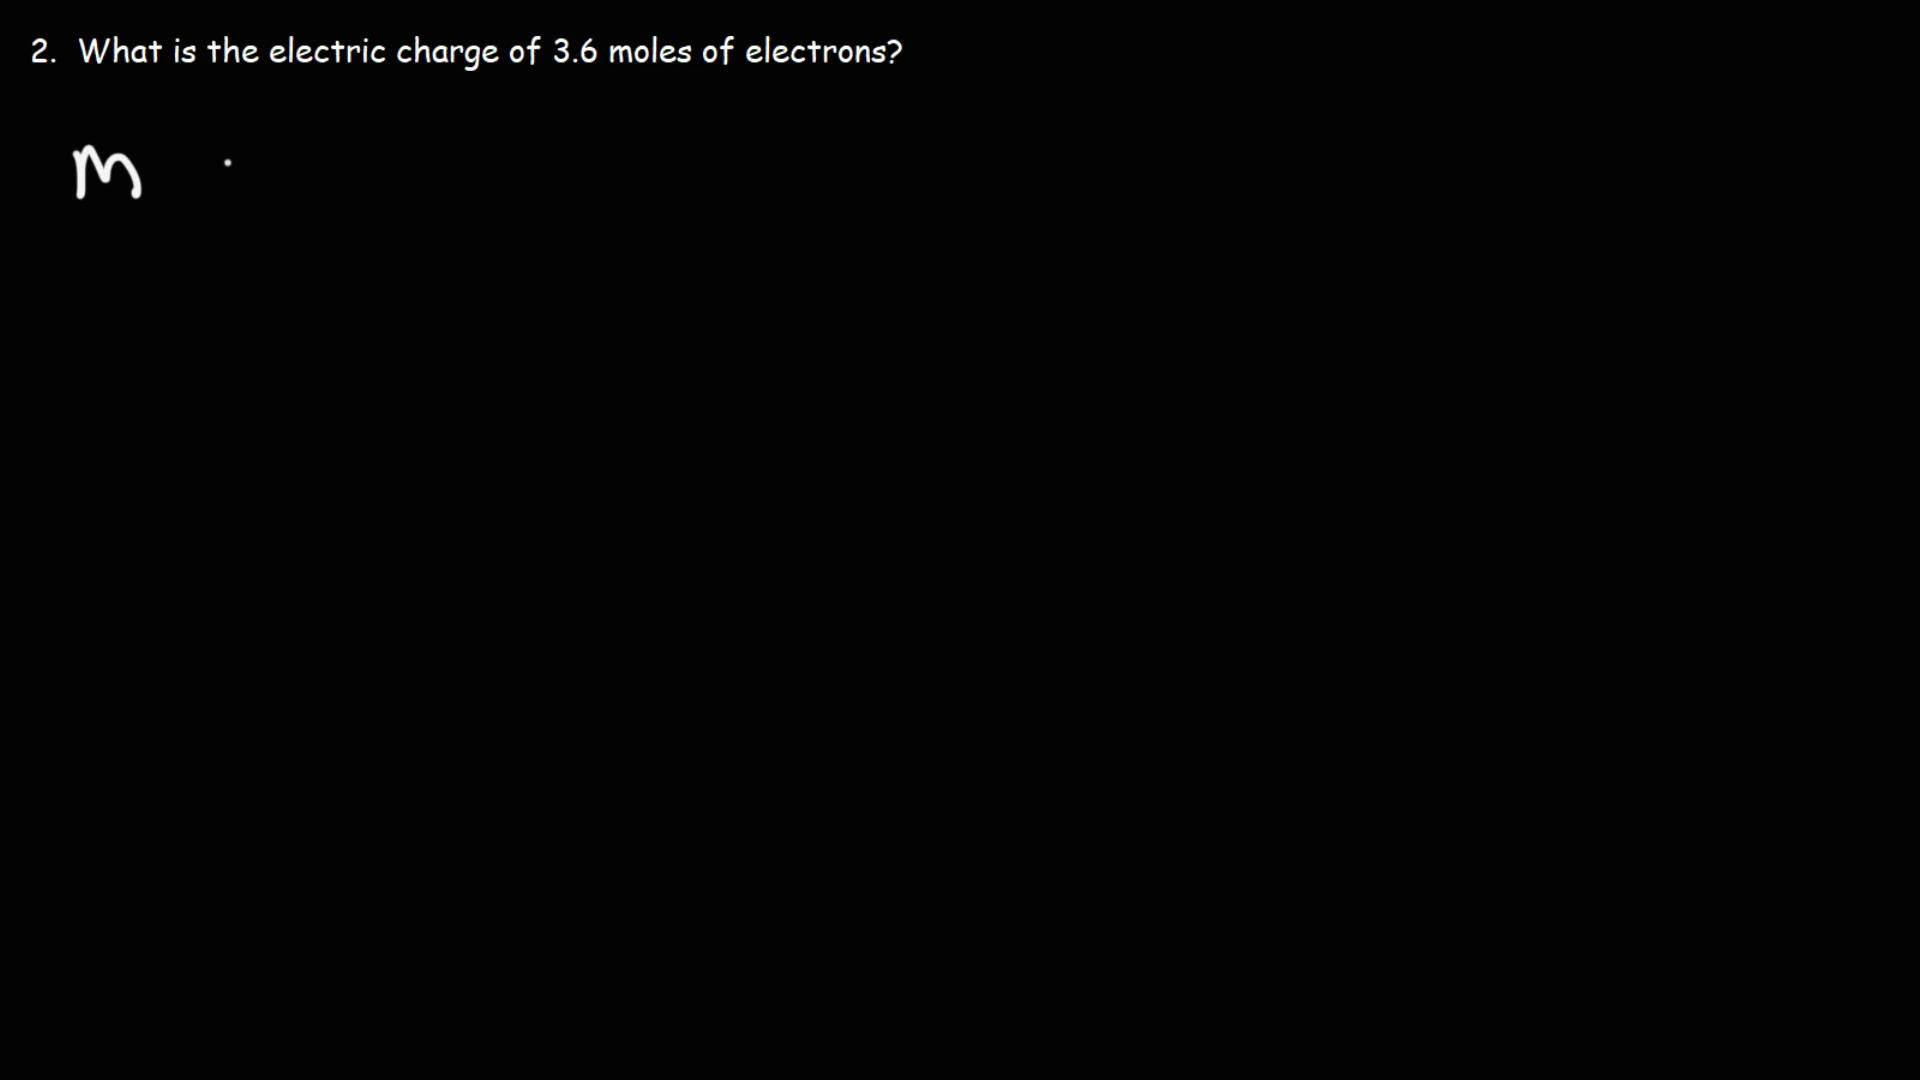 2. What is the electric charge of 3.6 moles of electrons?
m